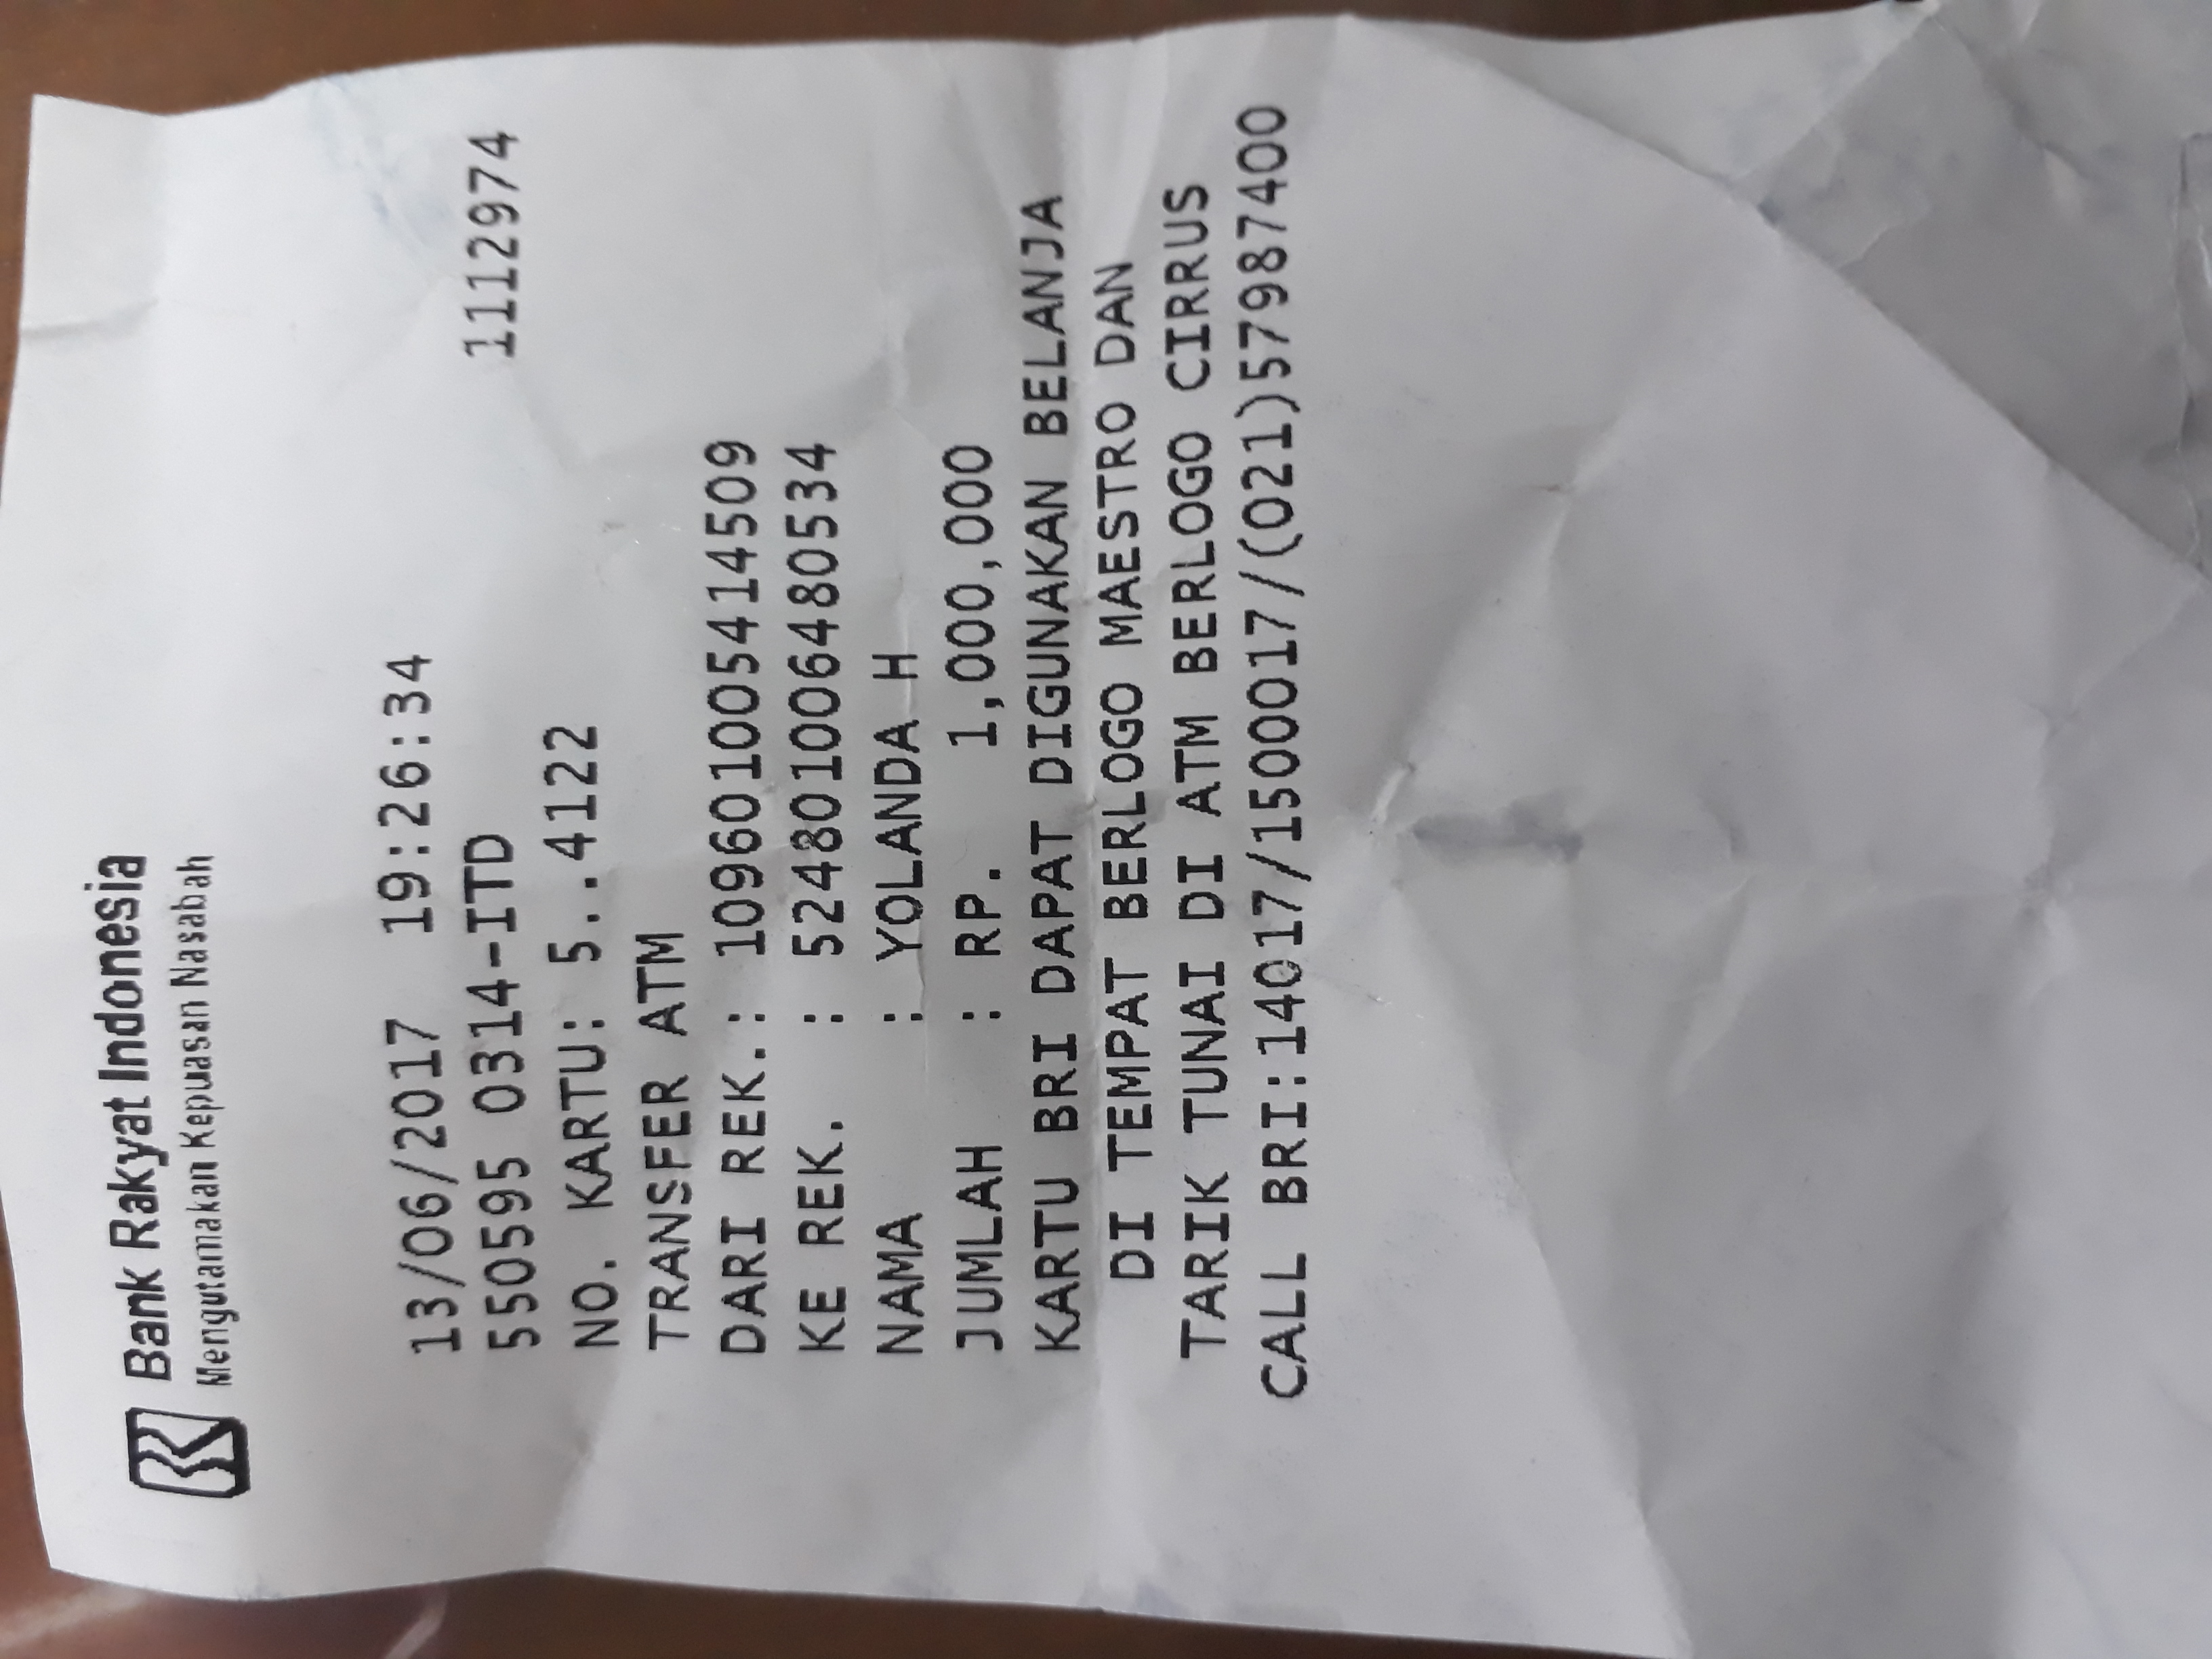 Bank Rakyat Indonesia
Mengutamakan Kepuasan Nasabah
13/06/2017 19:26:34
550595 0314-ITD 1112974
NO. KARTU: 5..4122
TRANSFER ATM
DARI REK.: 109601005414509
KE REK. : 524801006480534
NAMA : YOLANDA H
JUMLAH : RP. 1,000,000
KARTU BRI DAPAT DIGUNAKAN BELANJA
DI TEMPAT BERLOGO MAESTRO DAN
TARIK TUNAI DI ATM BERLOGO CIRRUS
CALL BRI:14017/1500017/(021)57987400